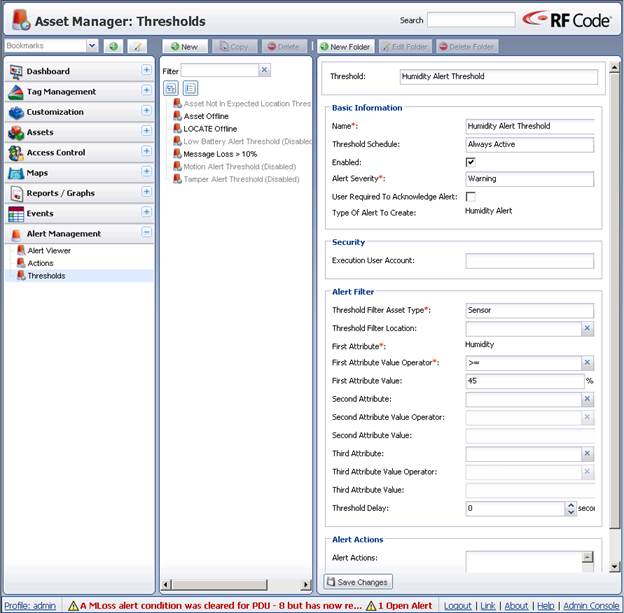 Asset Manager: Thresholds
Search
RF Code
Bookmarks
New
Copy
Delete
New Folder
Edit Folder
Delete Folder
Dashboard
Tag Management
Customization
Assets
Access Control
Maps
Reports / Graphs
Events
Alert Management
Alert Viewer
Actions
Thresholds
Filter
Asset Not In Expected Location Thres
Asset Offline
LOCATE Offline
Low Battery Alert Threshold (Disabled
Message Loss > 10%
Motion Alert Threshold (Disabled)
Tamper Alert Threshold (Disabled)
Threshold: Humidity Alert Threshold
Basic Information
Name*: Humidity Alert Threshold
Threshold Schedule: Always Active
Enabled:
Alert Severity*: Warning
User Required To Acknowledge Alert:
Type Of Alert To Create: Humidity Alert
Security
Execution User Account:
Alert Filter
Threshold Filter Asset Type*: Sensor
Threshold Filter Location:
First Attribute*: Humidity
First Attribute Value Operator*: >=
First Attribute Value: 45 %
Second Attribute:
Second Attribute Value Operator:
Second Attribute Value:
Third Attribute:
Third Attribute Value Operator:
Third Attribute Value:
Threshold Delay: 0 secon
Alert Actions
Alert Actions:
Save Changes
Profile: admin
A MLoss alert condition was cleared for PDU - 8 but has now re...
1 Open Alert
Logout | Link | About | Help | Admin Console